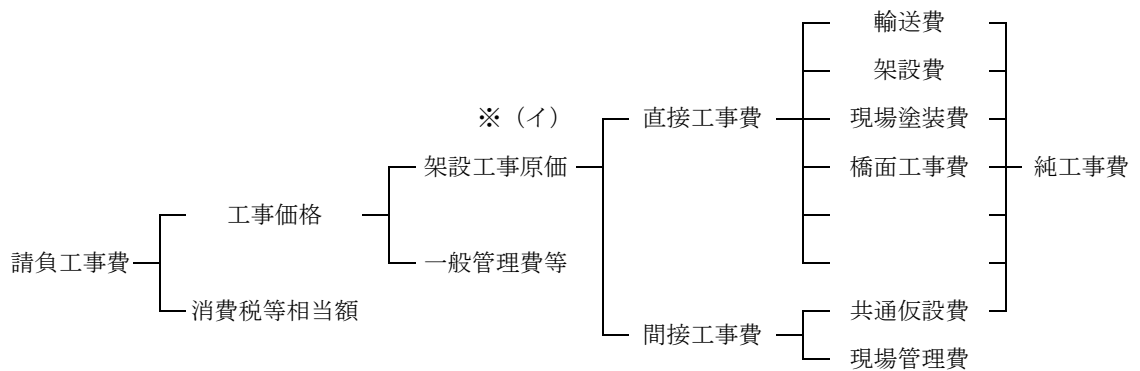 輸送費
架設費
※（イ）
直接工事費
現場塗装費
架設工事原価
橋面工事費
純工事費
工事価格
請負工事費
一般管理費等
消費税等相当額
共通仮設費
間接工事費
現場管理費